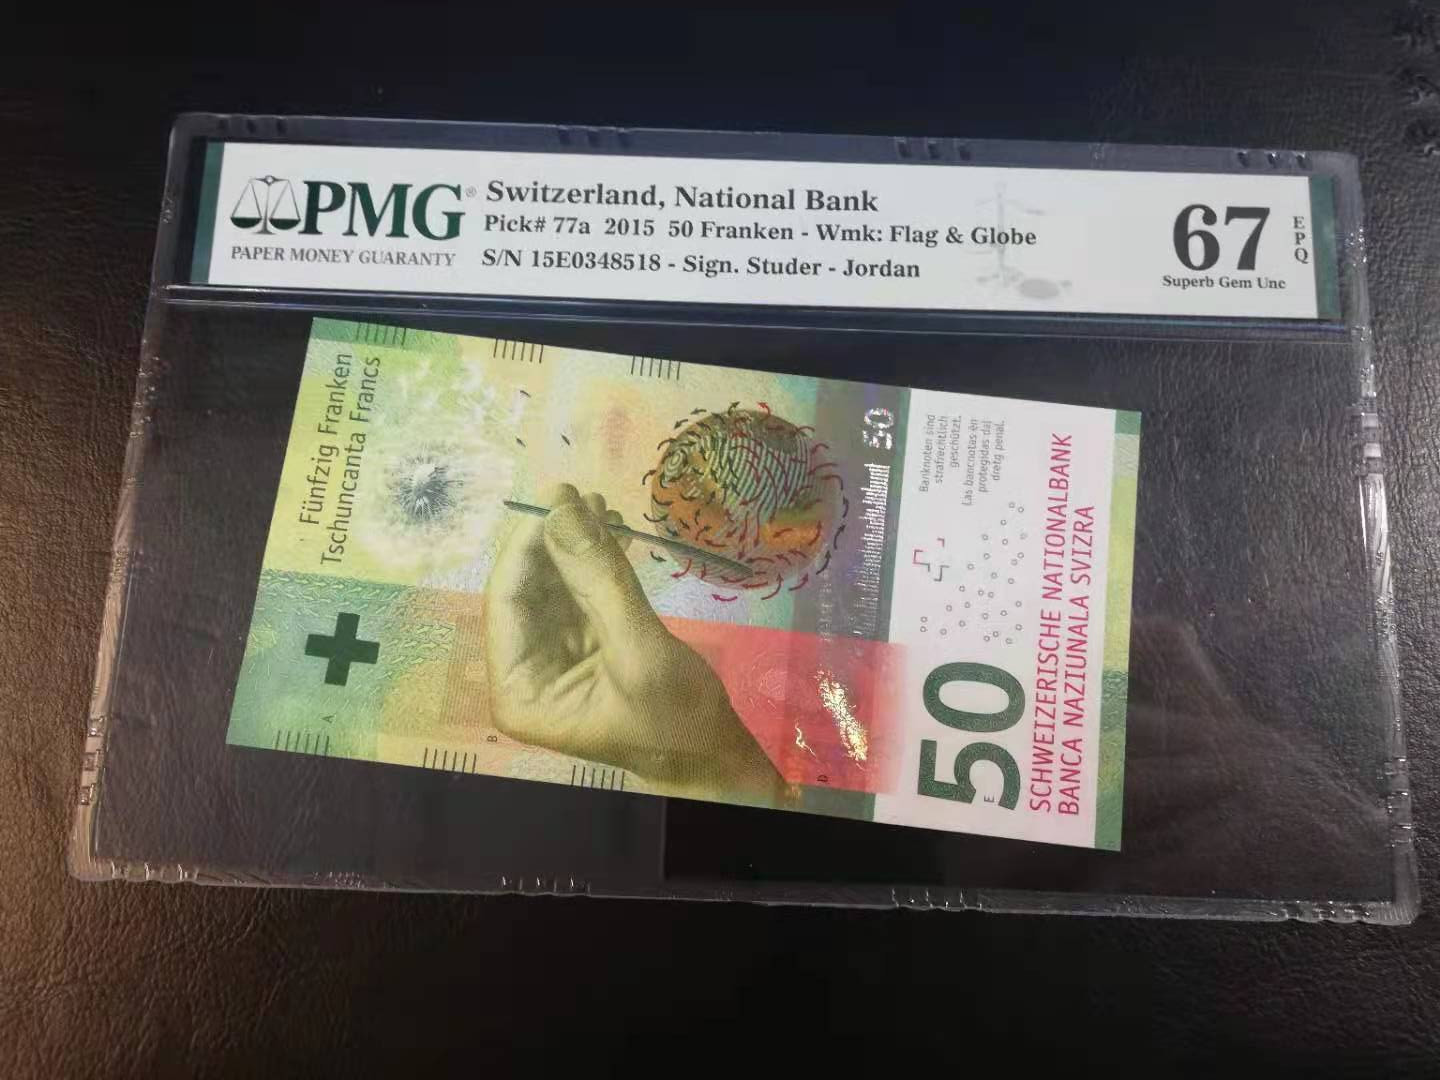 PMG®
PAPER MONEY GUARANTY
Switzerland, National Bank
Pick# 77a 2015 50 Franken - Wmk: Flag & Globe
S/N 15E0348518 - Sign. Studer - Jordan
67
EPQ
Superb Gem Unc
Fünfzig Franken
Tschuncanta Francs
50
Banknoten sind
strafrechtlich
geschützt.
Las bancnotas èn
protegidas dal
dretg penal.
50
SCHWEIZERISCHE NATIONALBANK
BANCA NAZIUNALA SVIZRA
A
B
D
E